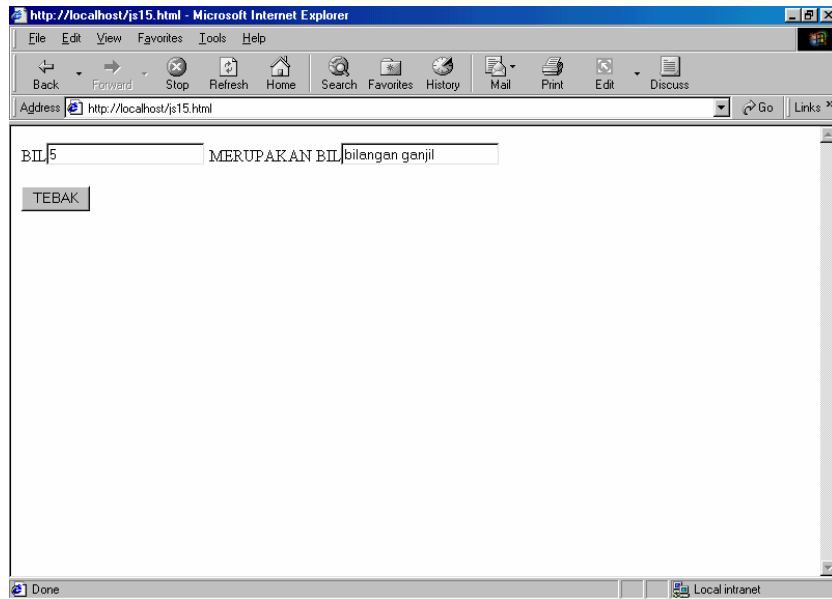 http://localhost/js15.html - Microsoft Internet Explorer
File Edit View Favorites Tools Help
Back Forward Stop Refresh Home Search Favorites History Mail Print Edit Discuss
Address http://localhost/js15.html Go Links »
BIL 5 MERUPAKAN BIL bilangan ganjil
TEBAK
Done Local intranet